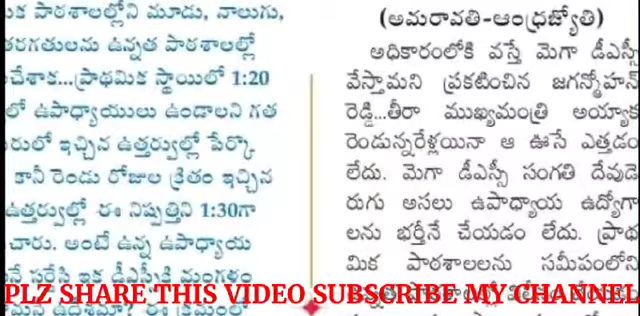 క పాఠశాలల్లోని మూడు, నాలుగు,
తరగతులను ఉన్నత పాఠశాలల్లో
చేశాక...ప్రాథమిక స్థాయిలో 1:20
లో ఉపాధ్యాయులు ఉండాలని గత
రులో ఇచ్చిన ఉత్తర్వుల్లో పేర్కొ
కానీ రెండు రోజుల క్రితం ఇచ్చిన
ఉత్తర్వుల్లో ఈ నిష్పత్తిని 1:30గా
చారు. అంటే ఉన్న ఉపాధ్యాయ
నే సరేసి ఇక డీఎస్సీకి మంగళం
(అమరావతి-ఆంధ్రజ్యోతి)
అధికారంలోకి వస్తే మెగా డీఎస్సీ
వేస్తామని ప్రకటించిన జగన్మోహన్
రెడ్డి...తీరా ముఖ్యమంత్రి అయ్యాక
రెండున్నరేళ్లయినా ఆ ఊసే ఎత్తడం
లేదు. మెగా డీఎస్సీ సంగతి దేవుడె
రుగు అసలు ఉపాధ్యాయ ఉద్యోగా
లను భర్తీనే చేయడం లేదు. ప్రాథ
మిక పాఠశాలలను సమీపంలోని
PLZ SHARE THIS VIDEO SUBSCRIBE MY CHANNEL